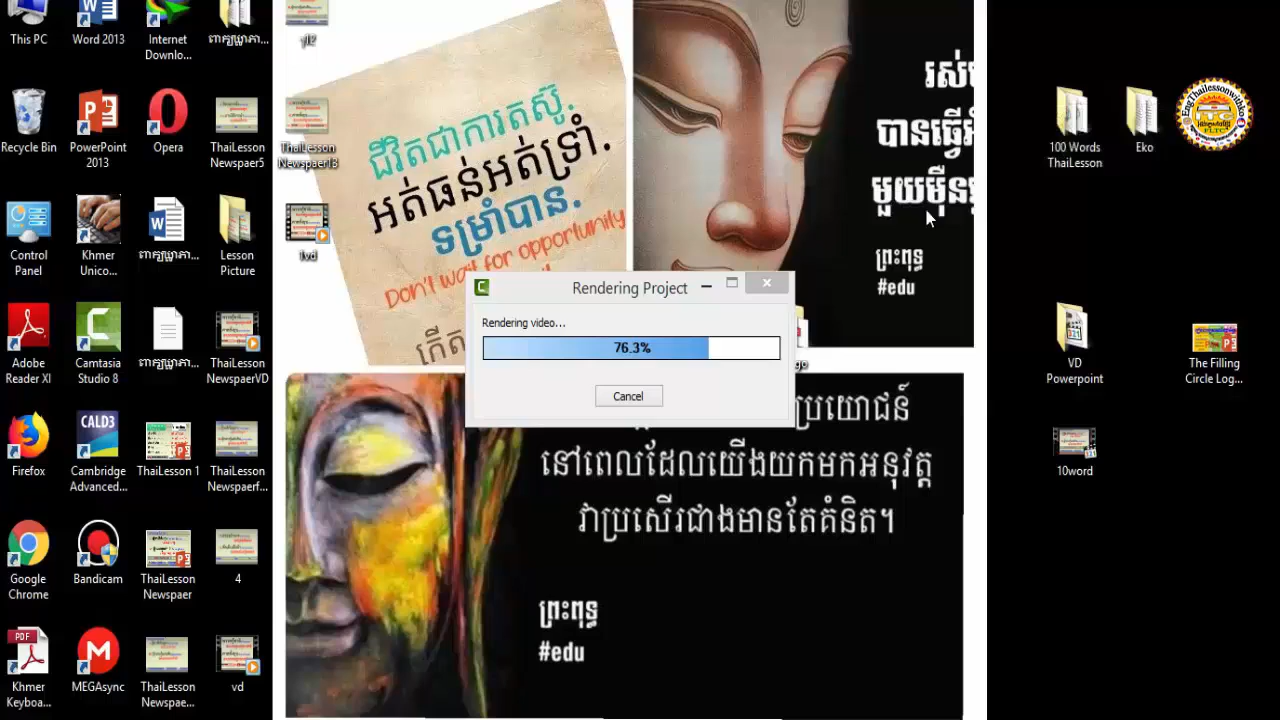 This PC
Word 2013
Internet
Downlo...
Recycle Bin
PowerPoint
2013
Opera
ThaiLesson
Newspaer5
Control
Panel
Khmer
Unico...
Lesson
Picture
Adobe
Reader XI
Camtasia
Studio 8
ThaiLesson
NewspaerVD
Firefox
CALD3
Cambridge
Advanced...
ThaiLesson 1
ThaiLesson
Newspaerf...
Google
Chrome
Bandicam
ThaiLesson
Newspaer
4
PDF
Khmer
Keyboa...
MEGAsync
ThaiLesson
Newspae...
vd
ThaiLesson
Newspaer13
1vd
ជីវិតជាការតស៊ូ.
អត់ធន់អត់ទ្រាំ.
ទម្រាំបាន.
Don't wait for opportunity
បានធ្វើ
មួយម៉ឺន
ព្រះពុទ្ធ
#edu
Rendering Project
Rendering video...
76.3%
Cancel
ប្រយោជន៍
នៅពេលដែលយើងយកមកអនុវត្ត
វាប្រសើរជាងមានតែគំនិត។
ព្រះពុទ្ធ
#edu
100 Words
ThaiLesson
Eko
VD
Powerpoint
The Filling
Circle Log...
10word